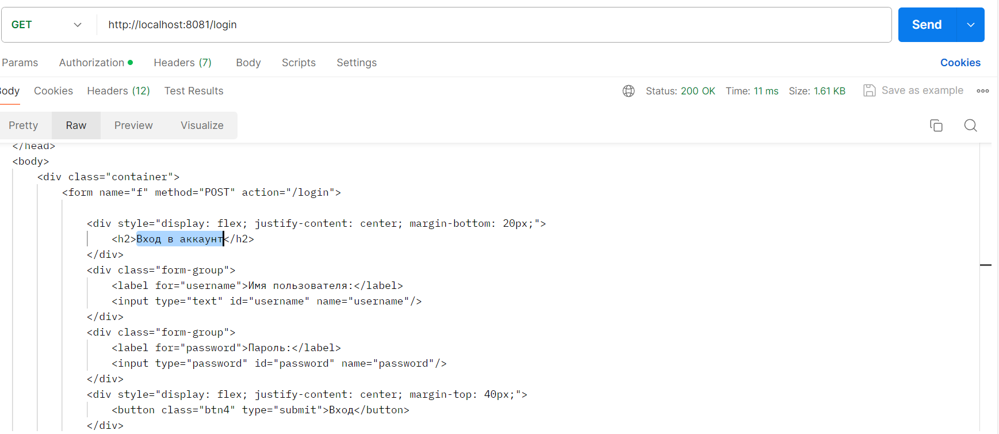 GET http://localhost:8081/login Send
Params Authorization Headers (7) Body Scripts Settings Cookies
Body Cookies Headers (12) Test Results Status: 200 OK Time: 11 ms Size: 1.61 KB Save as example
Pretty Raw Preview Visualize
</head>
<body>
<div class="container">
<form name="f" method="POST" action="/login">
<div style="display: flex; justify-content: center; margin-bottom: 20px;">
<h2>Вход в аккаунт</h2>
</div>
<div class="form-group">
<label for="username">Имя пользователя:</label>
<input type="text" id="username" name="username"/>
</div>
<div class="form-group">
<label for="password">Пароль:</label>
<input type="password" id="password" name="password"/>
</div>
<div style="display: flex; justify-content: center; margin-top: 40px;">
<button class="btn4" type="submit">Вход</button>
</div>